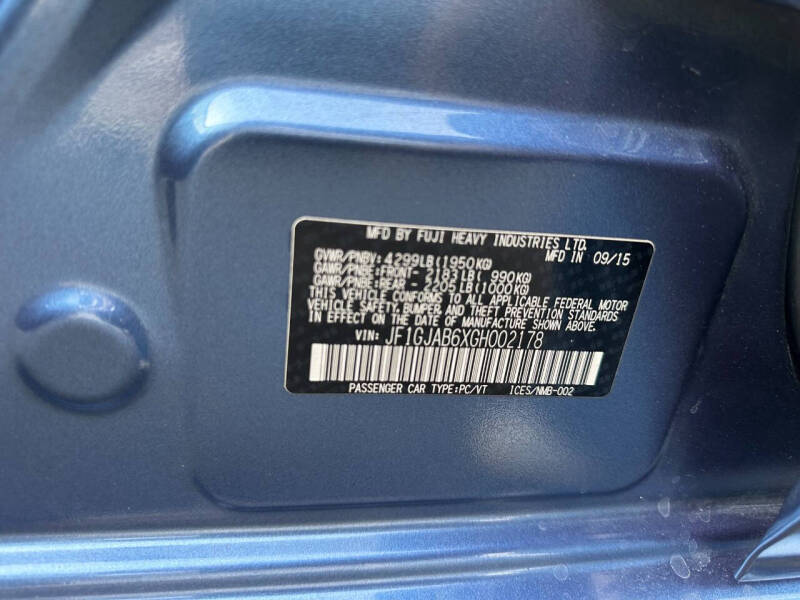 MFD BY FUJI HEAVY INDUSTRIES LTD.
MFD IN 09/15
GVWR/PNBV: 4299LB(1950KG)
GAWR/PNBE:FRONT- 2183LB( 990KG)
GAWR/PNBE:REAR - 2205LB(1000KG)
THIS VEHICLE CONFORMS TO ALL APPLICABLE FEDERAL MOTOR
VEHICLE SAFETY, BUMPER, AND THEFT PREVENTION STANDARDS
IN EFFECT ON THE DATE OF MANUFACTURE SHOWN ABOVE.
VIN: JF1GJAB6XGH002178
PASSENGER CAR TYPE:PC/VT ICES/NMB-002